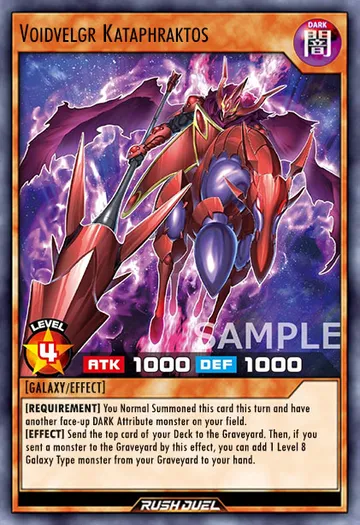 Voidvelgr Kataphraktos
DARK
闇
SAMPLE
LEVEL
4
ATK 1000 DEF 1000
[GALAXY/EFFECT]
[REQUIREMENT] You Normal Summoned this card this turn and have
another face-up DARK Attribute monster on your field.
[EFFECT] Send the top card of your Deck to the Graveyard. Then, if you
sent a monster to the Graveyard by this effect, you can add 1 Level 8
Galaxy Type monster from your Graveyard to your hand.
RUSH DUEL